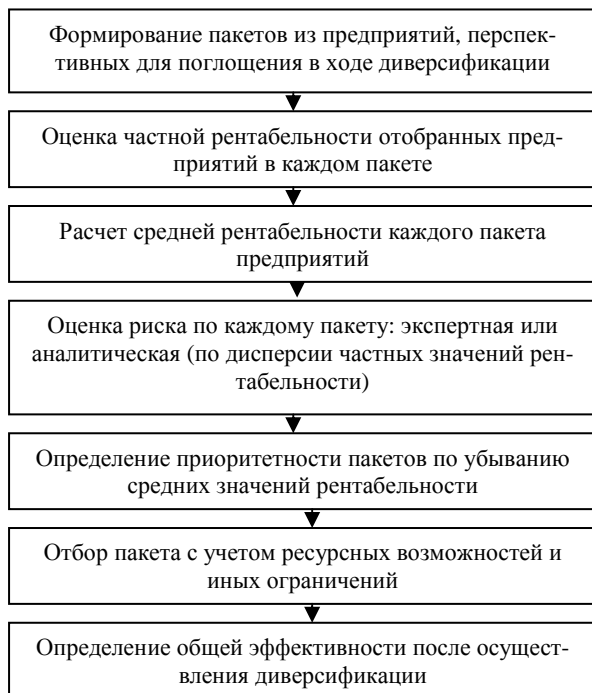 Формирование пакетов из предприятий, перспек-
тивных для поглощения в ходе диверсификации
Оценка частной рентабельности отобранных пред-
приятий в каждом пакете
Расчет средней рентабельности каждого пакета
предприятий
Оценка риска по каждому пакету: экспертная или
аналитическая (по дисперсии частных значений рен-
табельности)
Определение приоритетности пакетов по убыванию
средних значений рентабельности
Отбор пакета с учетом ресурсных возможностей и
иных ограничений
Определение общей эффективности после осущест-
вления диверсификации